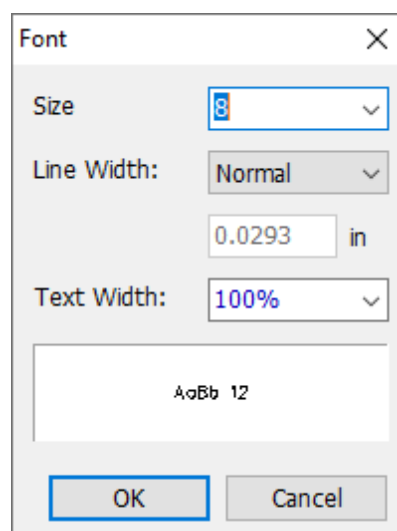 Font
Size 8
Line Width: Normal
0.0293 in
Text Width: 100%
AaBb 12
OK Cancel